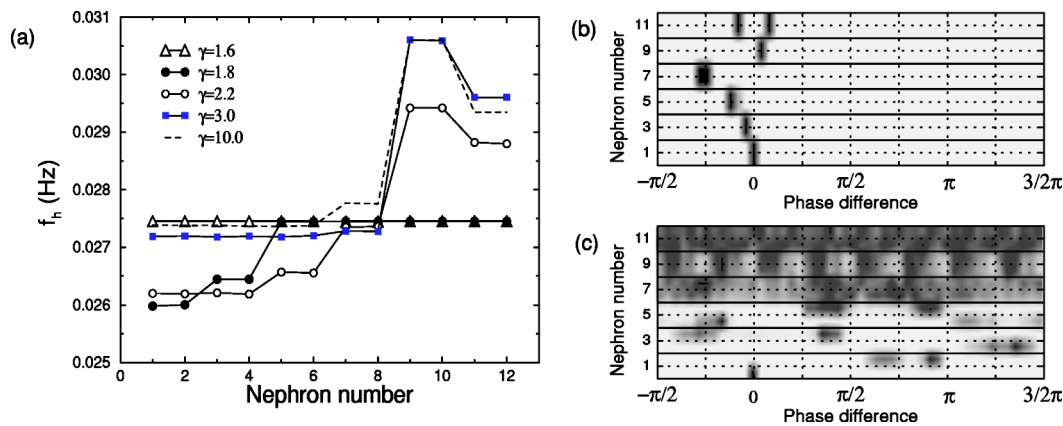 (a)
0.031
0.030
0.029
0.028
0.027
0.026
0.025
f_h (Hz)
γ=1.6
γ=1.8
γ=2.2
γ=3.0
γ=10.0
0 2 4 6 8 10 12
Nephron number
(b)
Nephron number
11
9
7
5
3
1
−π/2 0 π/2 π 3/2π
Phase difference
(c)
Nephron number
11
9
7
5
3
1
−π/2 0 π/2 π 3/2π
Phase difference